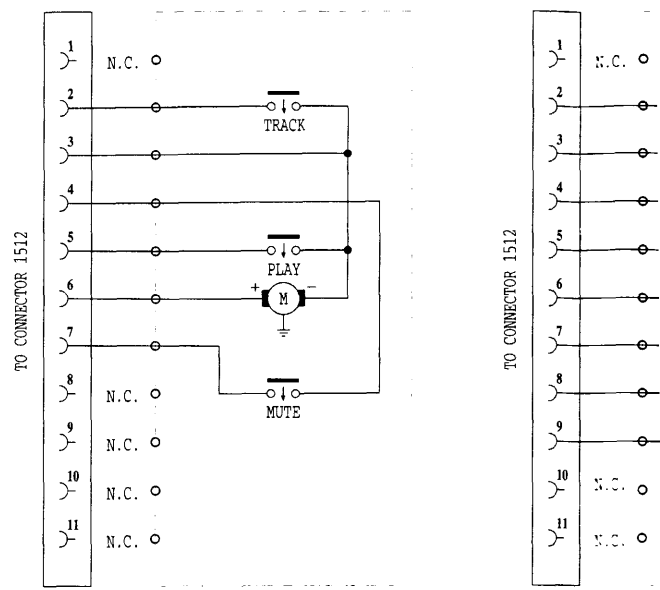 1
N.C.
2
TRACK
3
4
5
PLAY
6
+ M −
7
8
N.C.
MUTE
9
N.C.
10
N.C.
11
N.C.
TO CONNECTOR 1512
1
N.C.
2
3
4
5
6
7
8
9
10
N.C.
11
N.C.
TO CONNECTOR 1512